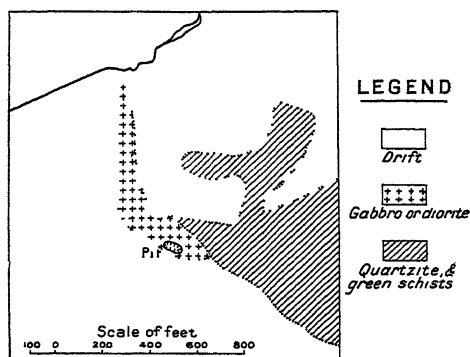 LEGEND
Drift
Gabbro or diorite
Quartzite, &
green schists
Pit
Scale of feet
100 0 200 400 600 800